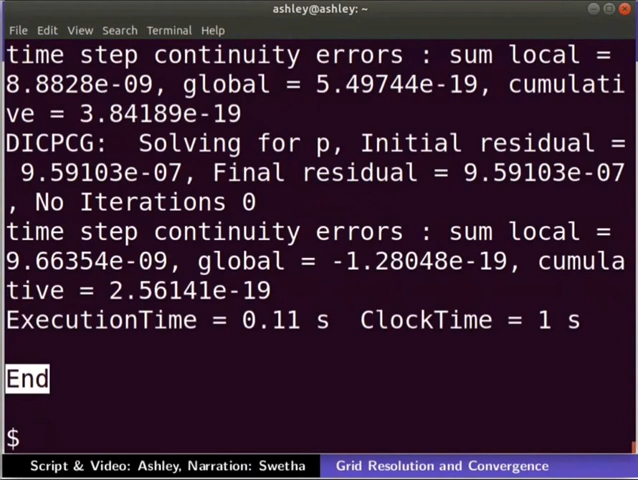 ashley@ashley: ~
File Edit View Search Terminal Help
time step continuity errors : sum local =
8.8828e-09, global = 5.49744e-19, cumulati
ve = 3.84189e-19
DICPCG:  Solving for p, Initial residual =
 9.59103e-07, Final residual = 9.59103e-07
, No Iterations 0
time step continuity errors : sum local =
9.66354e-09, global = -1.28048e-19, cumula
tive = 2.56141e-19
ExecutionTime = 0.11 s  ClockTime = 1 s
End
$
Script & Video: Ashley, Narration: Swetha Grid Resolution and Convergence